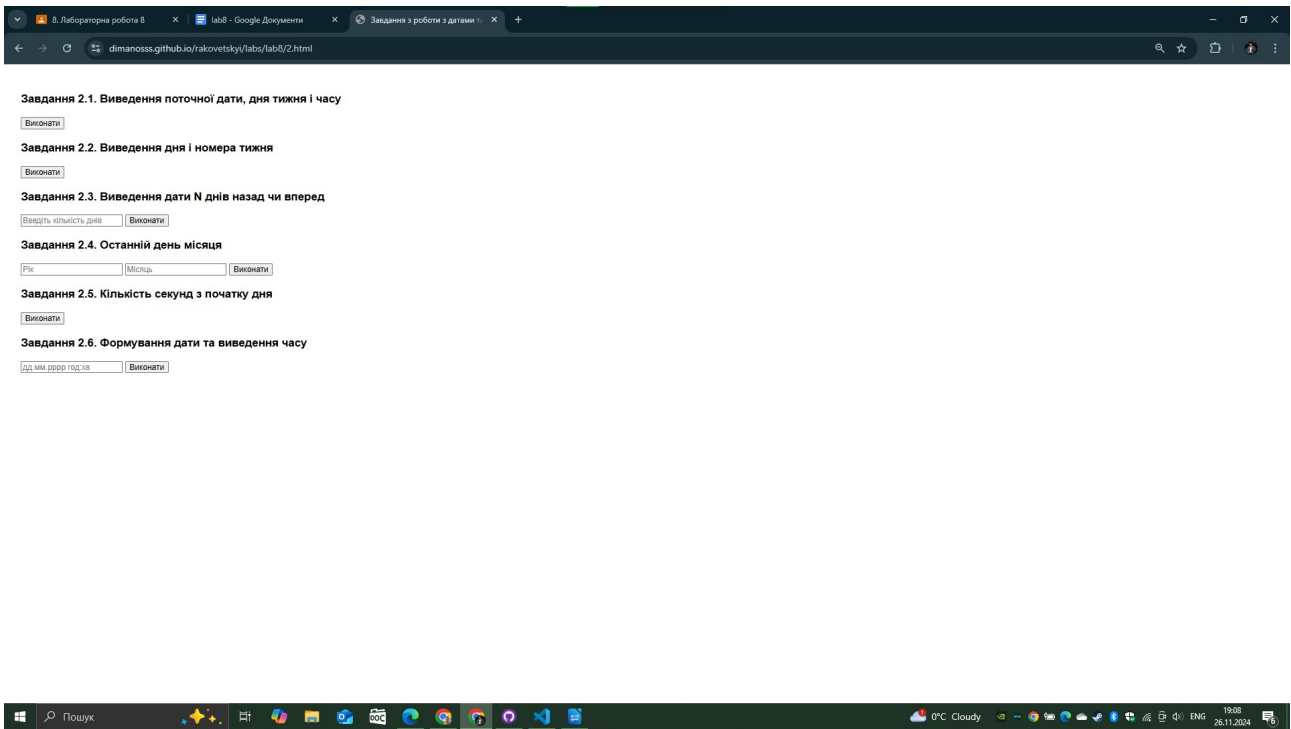 8. Лабораторна робота 8
lab8 - Google Документи
Завдання з роботи з датами т
dimanosss.github.io/rakovetskyi/labs/lab8/2.html
Завдання 2.1. Виведення поточної дати, дня тижня і часу
Виконати
Завдання 2.2. Виведення дня і номера тижня
Виконати
Завдання 2.3. Виведення дати N днів назад чи вперед
Введіть кількість днів Виконати
Завдання 2.4. Останній день місяця
Рік Місяць Виконати
Завдання 2.5. Кількість секунд з початку дня
Виконати
Завдання 2.6. Формування дати та виведення часу
дд.мм.рррр год:хв Виконати
Пошук
DOC
0°C Cloudy
ENG
19:08
26.11.2024
6